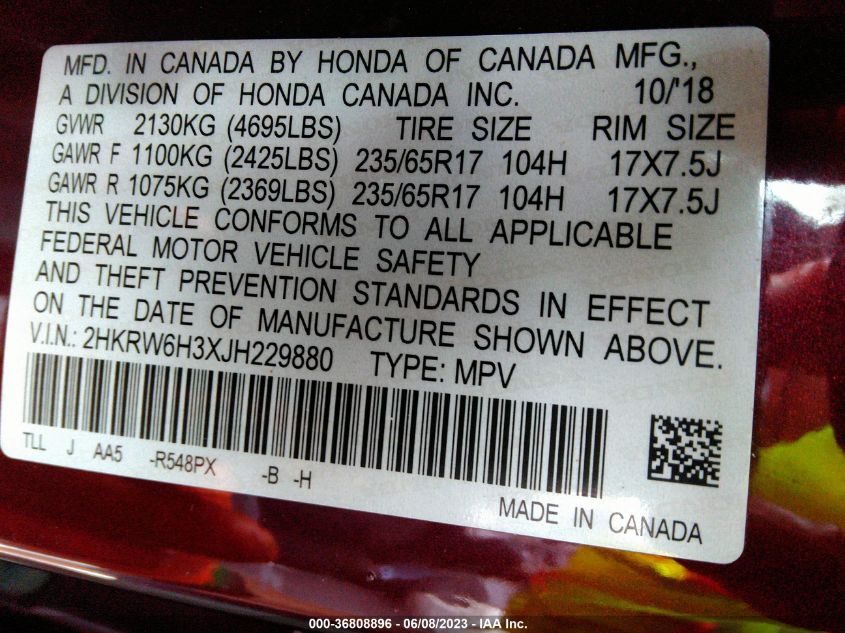 MFD. IN CANADA BY HONDA OF CANADA MFG.,
A DIVISION OF HONDA CANADA INC. 10/'18
GVWR 2130KG (4695LBS) TIRE SIZE RIM SIZE
GAWR F 1100KG (2425LBS) 235/65R17 104H 17X7.5J
GAWR R 1075KG (2369LBS) 235/65R17 104H 17X7.5J
THIS VEHICLE CONFORMS TO ALL APPLICABLE
FEDERAL MOTOR VEHICLE SAFETY
AND THEFT PREVENTION STANDARDS IN EFFECT
ON THE DATE OF MANUFACTURE SHOWN ABOVE.
V.I.N.: 2HKRW6H3XJH229880 TYPE: MPV
TLL J AA5 -R548PX -B -H
MADE IN CANADA
000-36808896 - 06/08/2023 - IAA Inc.